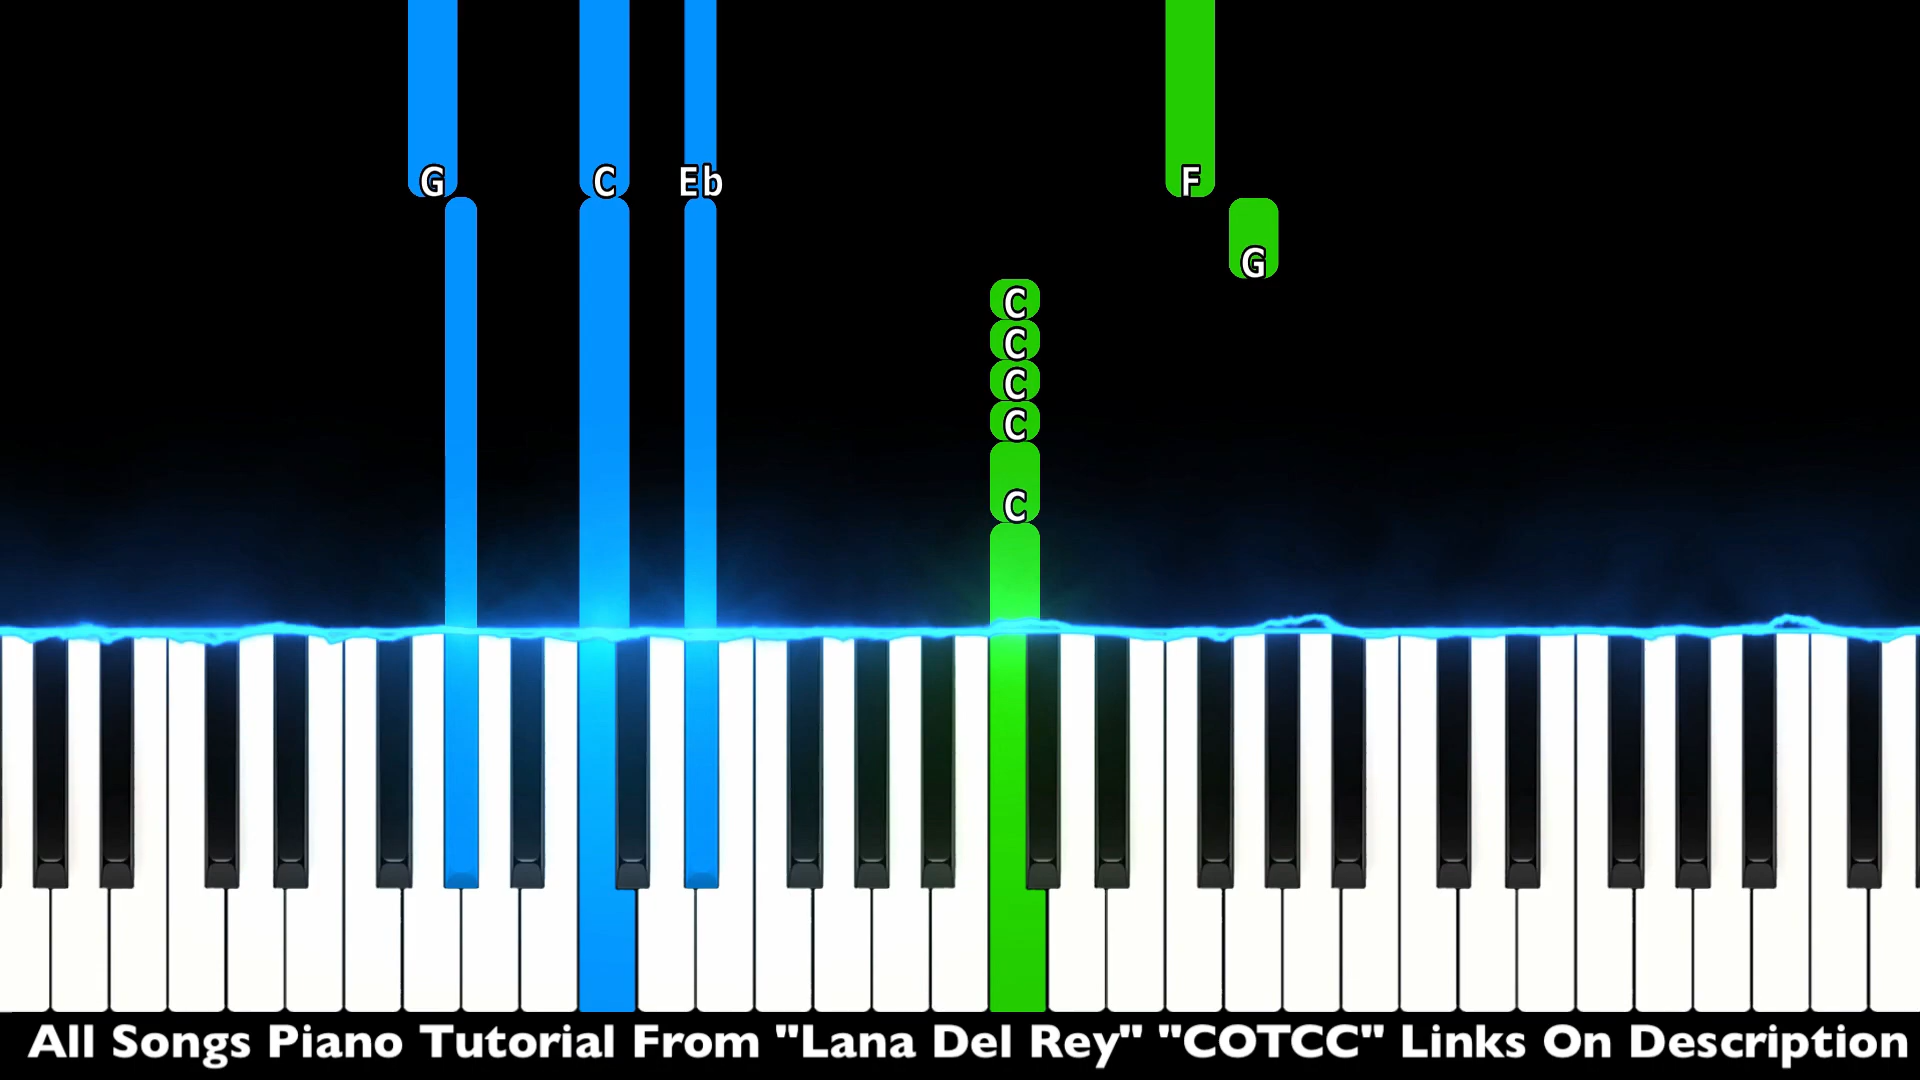 G C Eb F
G
C
C
C
C
C
All Songs Piano Tutorial From "Lana Del Rey" "COTCC" Links On Description